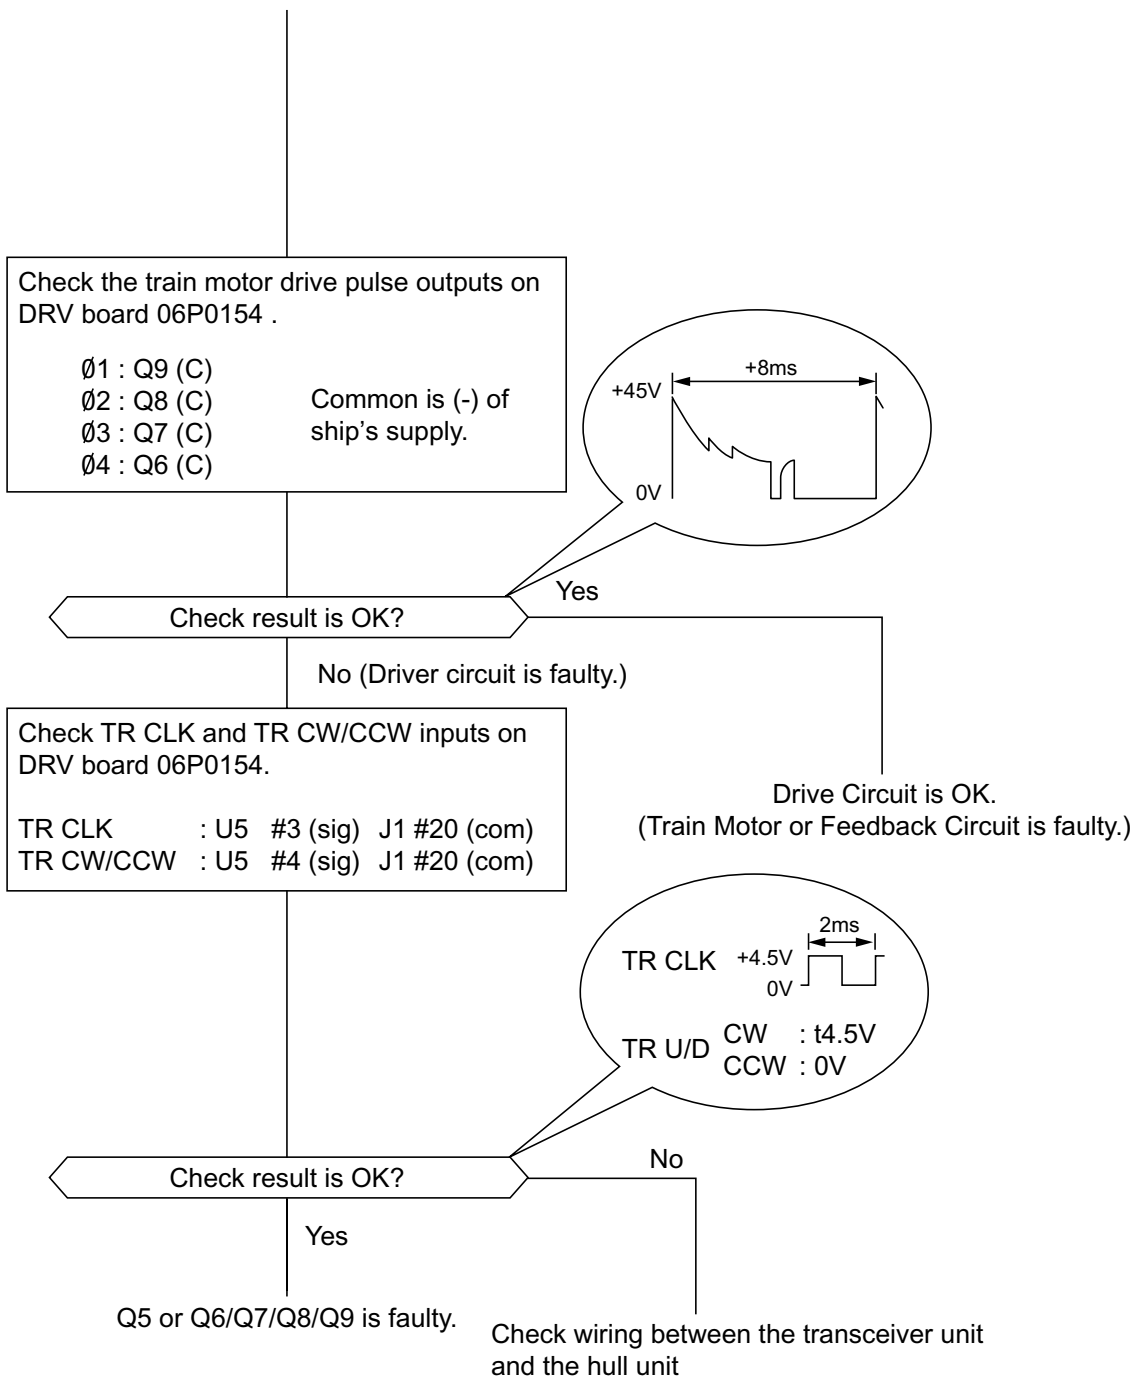 Check the train motor drive pulse outputs on
DRV board 06P0154 .
Ø1 : Q9 (C)
Ø2 : Q8 (C)
Ø3 : Q7 (C)
Ø4 : Q6 (C)
Common is (-) of
ship’s supply.
+8ms
+45V
0V
Yes
Check result is OK?
No (Driver circuit is faulty.)
Check TR CLK and TR CW/CCW inputs on
DRV board 06P0154.
TR CLK : U5 #3 (sig) J1 #20 (com)
TR CW/CCW : U5 #4 (sig) J1 #20 (com)
Drive Circuit is OK.
(Train Motor or Feedback Circuit is faulty.)
2ms
TR CLK +4.5V
0V
TR U/D CW : t4.5V
CCW : 0V
No
Check result is OK?
Yes
Q5 or Q6/Q7/Q8/Q9 is faulty.
Check wiring between the transceiver unit
and the hull unit